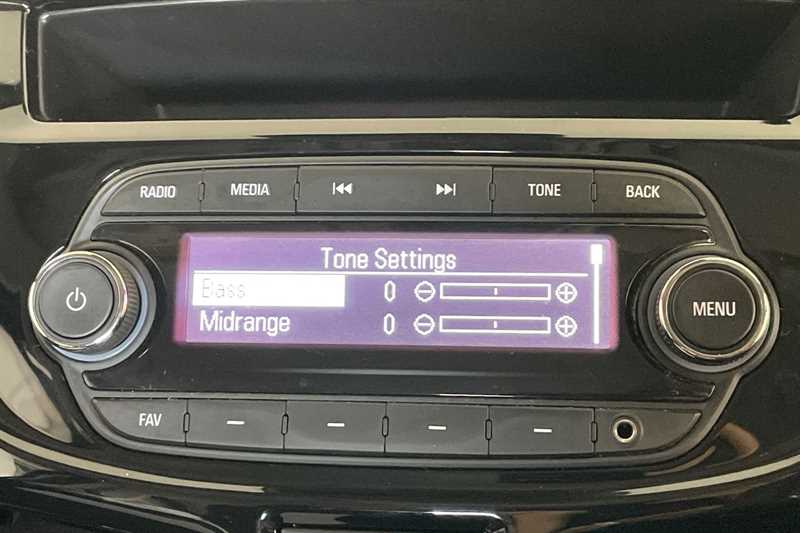 RADIO MEDIA TONE BACK
Tone Settings
Bass 0
Midrange 0
MENU
FAV